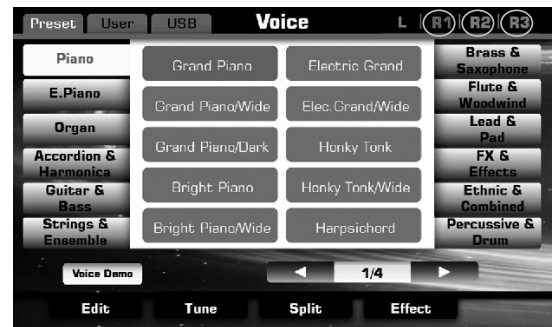 Preset User USB Voice L R1 R2 R3
Piano
E.Piano
Organ
Accordion &
Harmonica
Guitar &
Bass
Strings &
Ensemble
Grand Piano Electric Grand
Grand Piano/Wide Elec.Grand/Wide
Grand Piano/Dark Honky Tonk
Bright Piano Honky Tonk/Wide
Bright Piano/Wide Harpsichord
Brass &
Saxophone
Flute &
Woodwind
Lead &
Pad
FX &
Effects
Ethnic &
Combined
Percussive &
Drum
Voice Demo 1/4
Edit Tune Split Effect